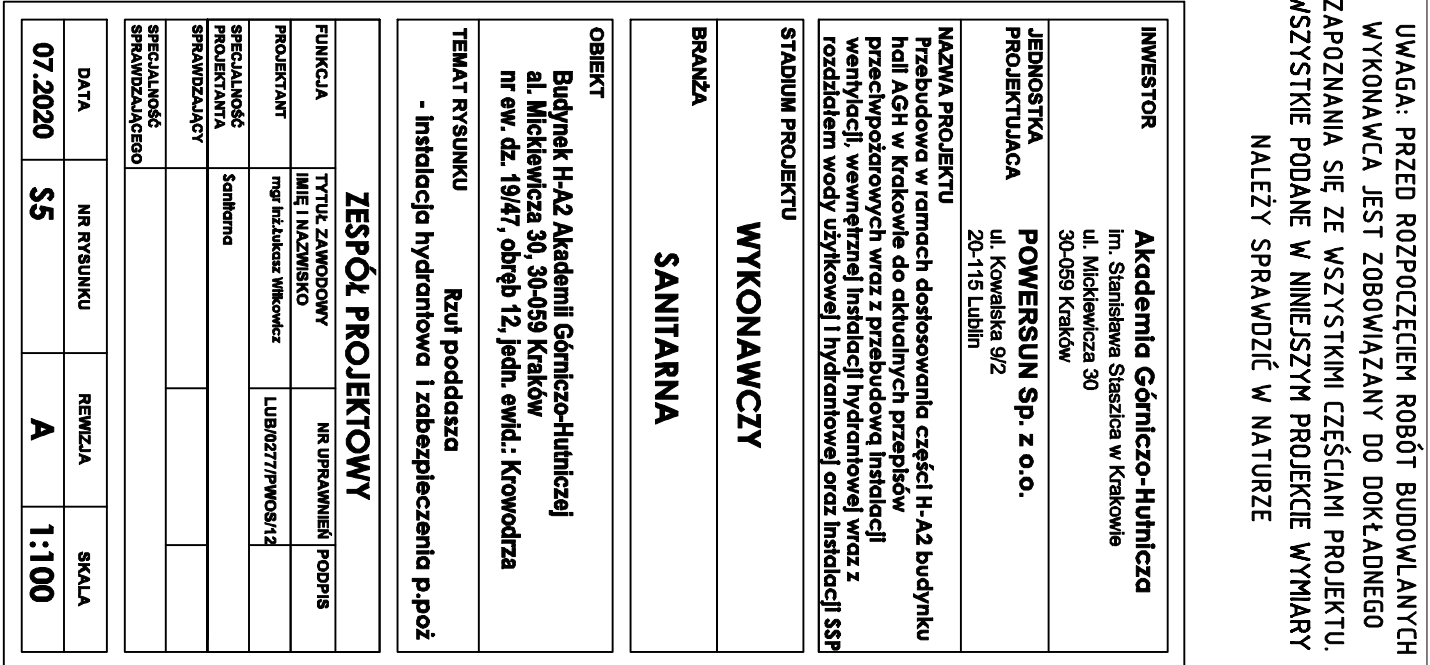 UWAGA: PRZED ROZPOCZĘCIEM ROBÓT BUDOWLANYCH
WYKONAWCA JEST ZOBOWIĄZANY DO DOKŁADNEGO
ZAPOZNANIA SIĘ ZE WSZYSTKIMI CZĘŚCIAMI PROJEKTU.
WSZYSTKIE PODANE W NINIEJSZYM PROJEKCIE WYMIARY
NALEŻY SPRAWDZIĆ W NATURZE
INWESTOR
Akademia Górniczo-Hutnicza
im. Stanisława Staszica w Krakowie
ul. Mickiewicza 30
30-059 Kraków
JEDNOSTKA
PROJEKTUJACA
POWERSUN Sp. z o.o.
ul. Kowalska 9/2
20-115 Lublin
NAZWA PROJEKTU
Przebudowa w ramach dostosowania części H-A2 budynku
hali AGH w Krakowie do aktualnych przepisów
przeciwpożarowych wraz z przebudową instalacji
wentylacji, wewnętrznej instalacji hydrantowej wraz z
rozdziałem wody użytkowej i hydrantowej oraz instalacji SSP
STADIUM PROJEKTU
WYKONAWCZY
BRANŻA
SANITARNA
OBIEKT
Budynek H-A2 Akademii Górniczo-Hutniczej
al. Mickiewicza 30, 30-059 Kraków
nr ew. dz. 19/47, obręb 12, jedn. ewid.: Krowodrza
TEMAT RYSUNKU
Rzut poddasza
- instalacja hydrantowa i zabezpieczenia p.poż
ZESPÓŁ PROJEKTOWY
FUNKCJA TYTUŁ ZAWODOWY IMIĘ I NAZWISKO NR UPRAWNIEŃ PODPIS
PROJEKTANT mgr inż.Łukasz Witkowicz LUB/0277/PWOS/12
SPECJALNOŚĆ PROJEKTANTA Sanitarna
SPRAWDZAJĄCY
SPECJALNOŚĆ
SPRAWDZAJĄCEGO
DATA NR RYSUNKU REWIZJA SKALA
07.2020 S5 A 1:100